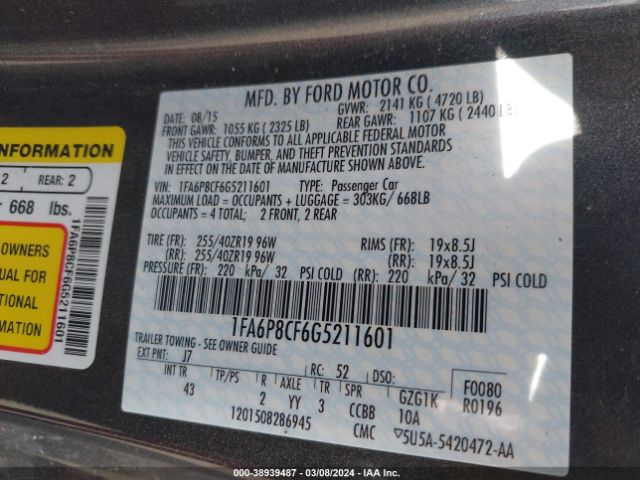 MFD. BY FORD MOTOR CO.
DATE: 08/15
GVWR: 2141 KG ( 4720 LB)
FRONT GAWR: 1055 KG ( 2325 LB)
REAR GAWR: 1107 KG ( 2440 LB)
THIS VEHICLE CONFORMS TO ALL APPLICABLE FEDERAL MOTOR
VEHICLE SAFETY, BUMPER, AND THEFT PREVENTION STANDARDS
IN EFFECT ON THE DATE OF MANUFACTURE SHOWN ABOVE.
VIN: 1FA6P8CF6G5211601 TYPE: Passenger Car
MAXIMUM LOAD = OCCUPANTS + LUGGAGE = 303KG/ 668LB
OCCUPANTS = 4 TOTAL; 2 FRONT, 2 REAR
TIRE (FR): 255/40ZR19 96W RIMS (FR): 19x8.5J
(RR): 255/40ZR19 96W (RR): 19x8.5J
PRESSURE (FR): 220 kPa/ 32 PSI COLD (RR): 220 kPa/ 32 PSI COLD
1FA6P8CF6G5211601
TRAILER TOWING - SEE OWNER GUIDE
EXT PNT: J7 RC: 52 DSO:
INT TR TP/PS R AXLE TR SPR GZG1K F0080
43 2 YY 3 CCBB 10A R0196
1201508286945 CMC 5U5A-5420472-AA
INFORMATION
2 REAR: 2
668 lbs.
OWNERS
UAL FOR
TIONAL
RMATION
1FA6P8CF6G5211601
000-38939487 - 03/08/2024 - IAA Inc.